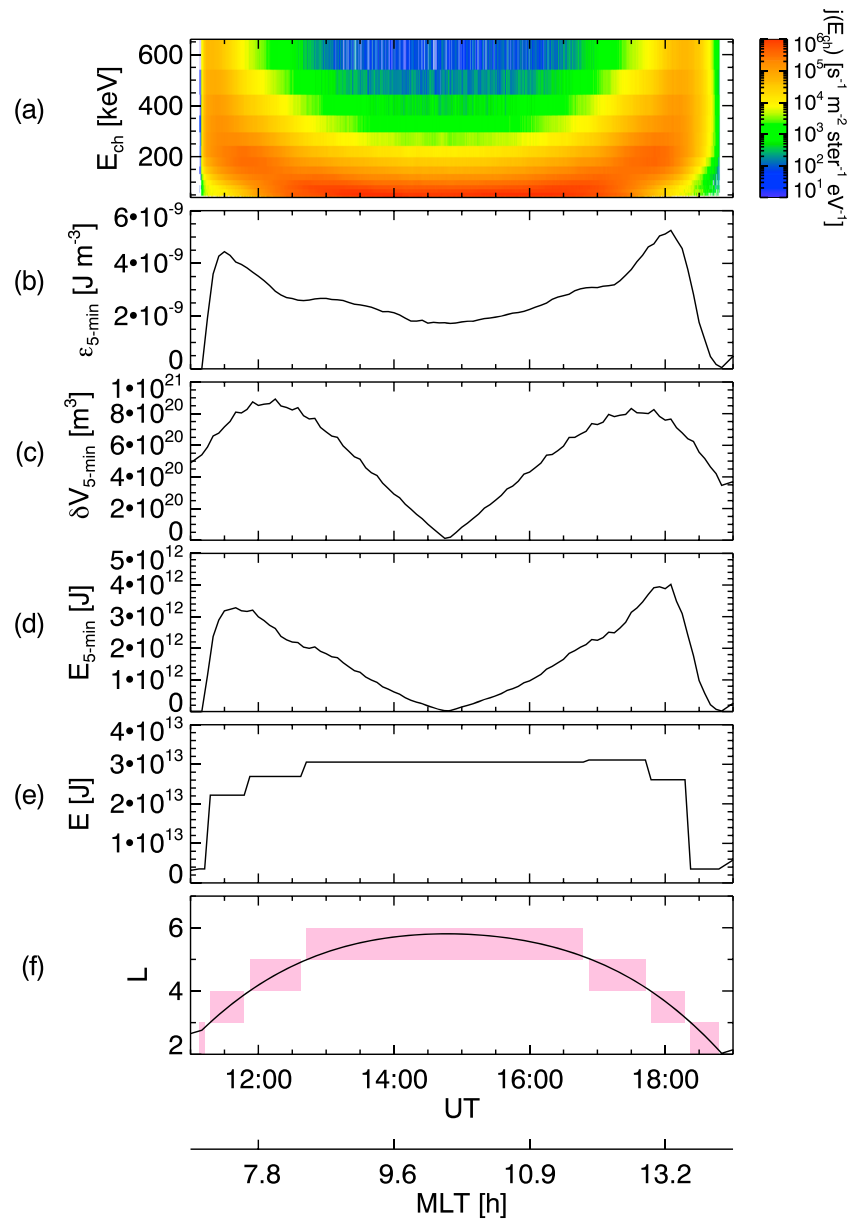 (a)
E_ch [keV]
600
400
200
j(E_ch) [s^-1 m^-2 ster^-1 eV^-1]
10^6
10^5
10^4
10^3
10^2
10^1
(b)
ε_5-min [J m^-3]
6•10^-9
4•10^-9
2•10^-9
0
(c)
δV_5-min [m^3]
1•10^21
8•10^20
6•10^20
4•10^20
2•10^20
0
(d)
E_5-min [J]
5•10^12
4•10^12
3•10^12
2•10^12
1•10^12
0
(e)
E [J]
4•10^13
3•10^13
2•10^13
1•10^13
0
(f)
L
6
4
2
12:00 14:00 16:00 18:00
UT
7.8 9.6 10.9 13.2
MLT [h]